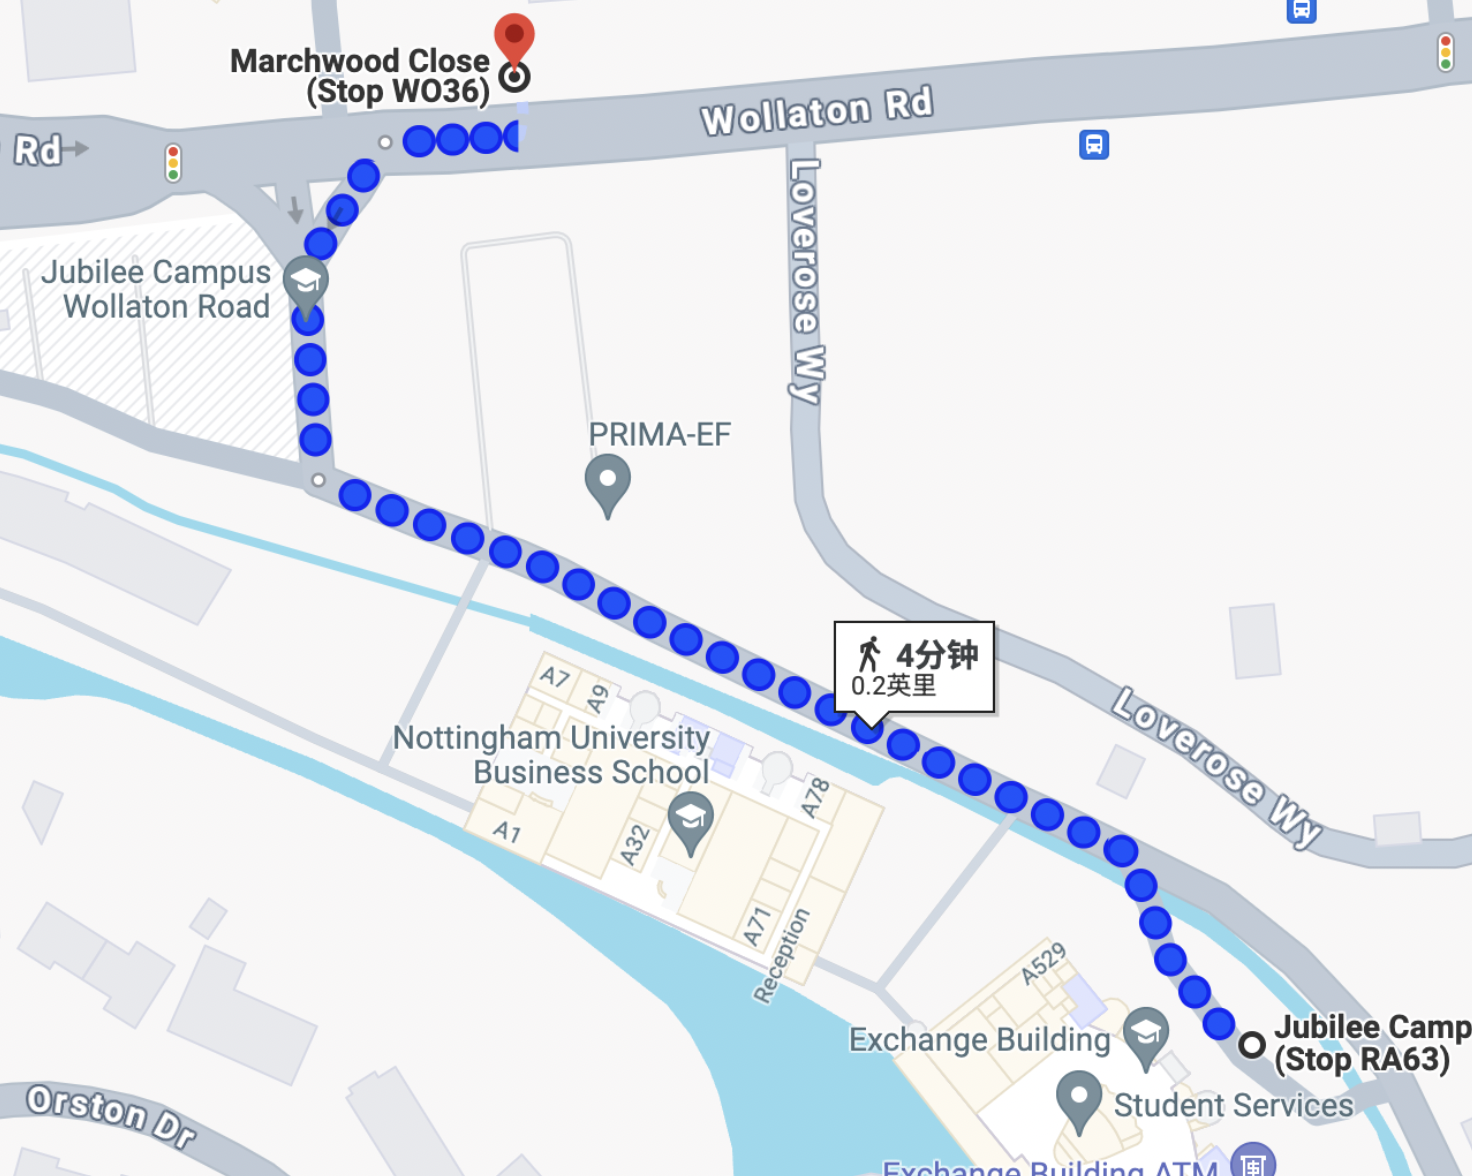 Marchwood Close
(Stop WO36)
Wollaton Rd
Rd
Loverose Wy
Jubilee Campus
Wollaton Road
PRIMA-EF
4分钟
0.2英里
A7
A9
Nottingham University
Business School
A78
A1
A32
A71
Reception
Loverose Wy
A529
Exchange Building
Jubilee Camp
(Stop RA63)
Student Services
Orston Dr
Exchange Building ATM